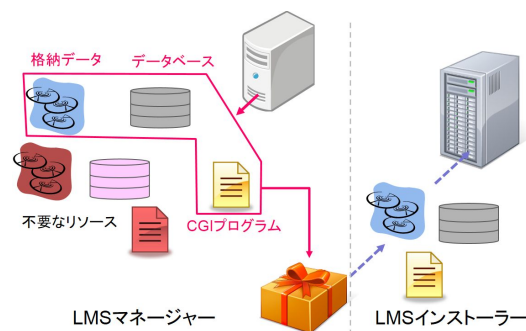 格納データ
データベース
不要なリソース
CGIプログラム
LMSマネージャー
LMSインストーラー